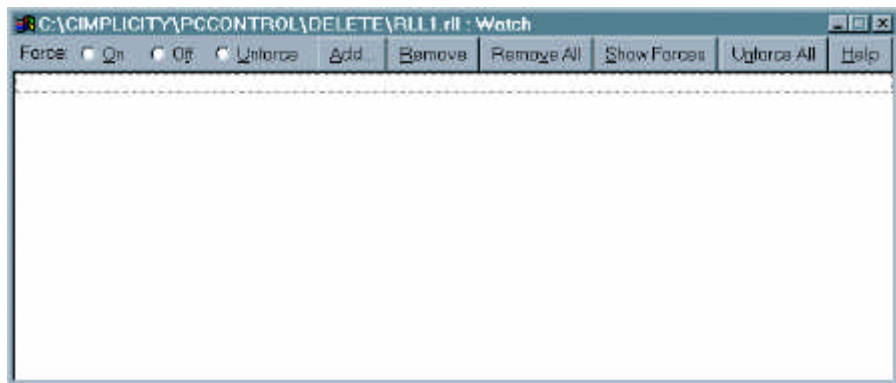 C:\CIMPLICITY\PCCONTROL\DELETE\RLL1.rll : Watch
Force: On Off Unforce Add... Remove Remove All Show Forces Unforce All Help